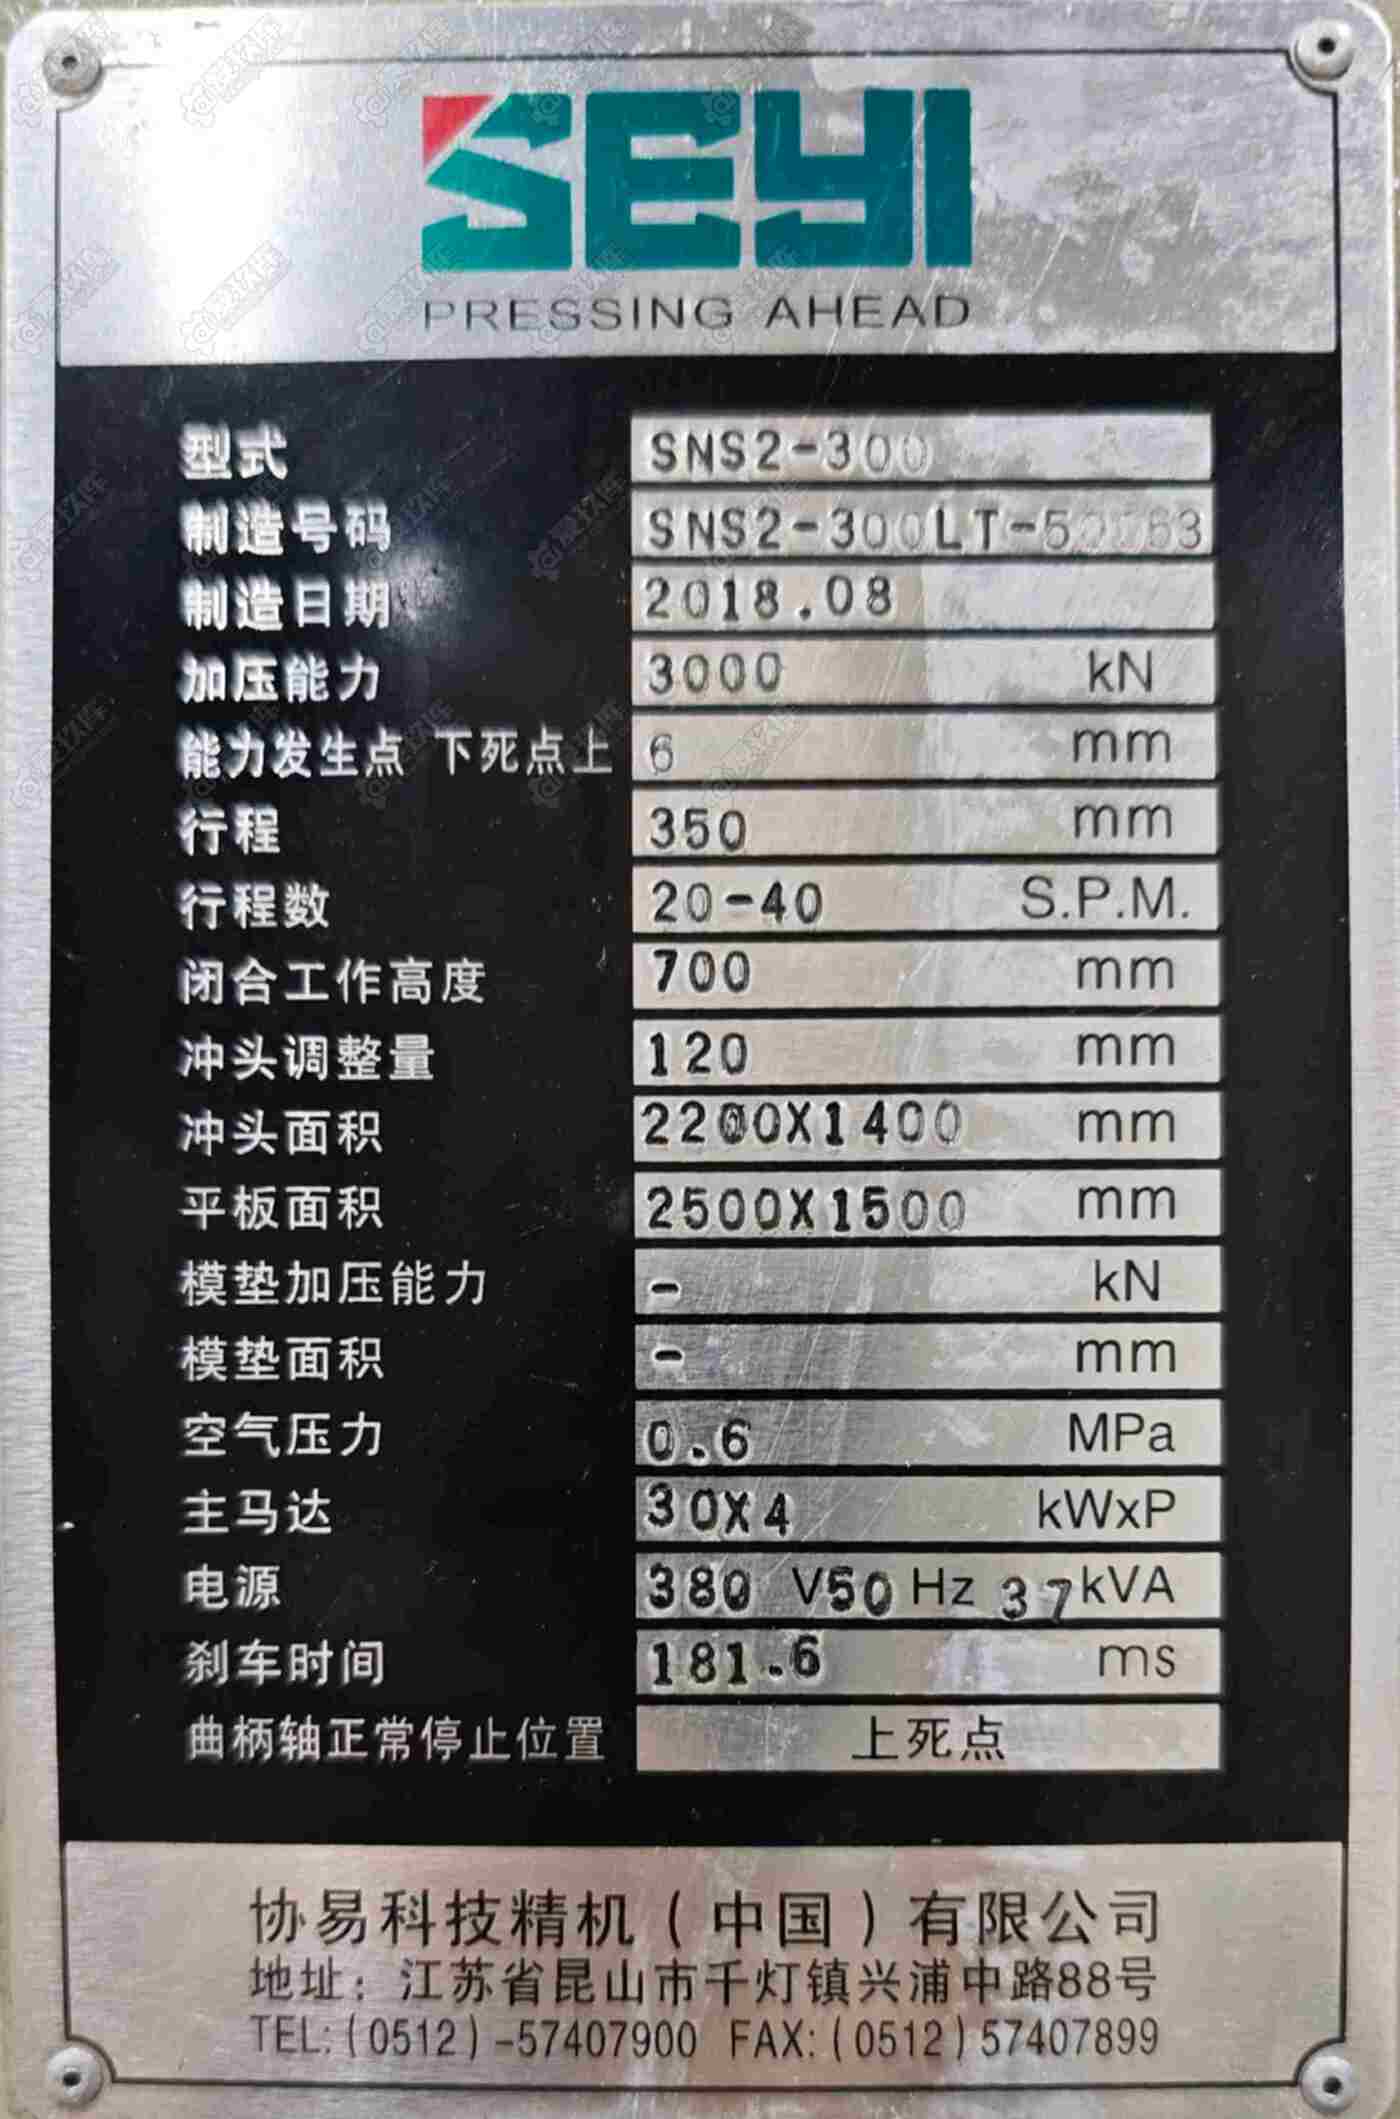 SEYI
PRESSING AHEAD
型式 SNS2-300
制造号码 SNS2-300LT-50063
制造日期 2018.08
加压能力 3000 kN
能力发生点 下死点上 6 mm
行程 350 mm
行程数 20-40 S.P.M.
闭合工作高度 700 mm
冲头调整量 120 mm
冲头面积 2200X1400 mm
平板面积 2500X1500 mm
模垫加压能力 - kN
模垫面积 - mm
空气压力 0.6 MPa
主马达 30X4 kWxP
电源 380 V50 Hz 37kVA
刹车时间 181.6 ms
曲柄轴正常停止位置 上死点
协易科技精机(中国)有限公司
地址：江苏省昆山市千灯镇兴浦中路88号
TEL:(0512)-57407900 FAX:(0512)57407899